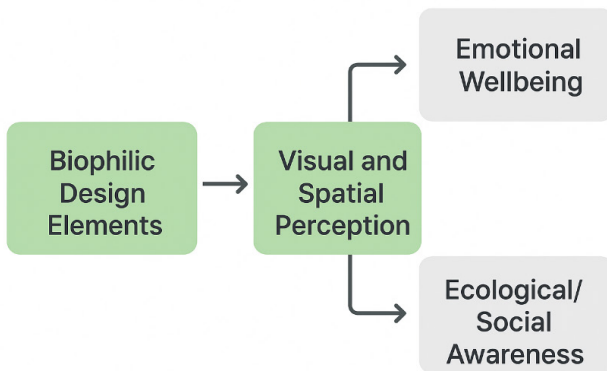 Biophilic
Design
Elements
Visual and
Spatial
Perception
Emotional
Wellbeing
Ecological/
Social
Awareness